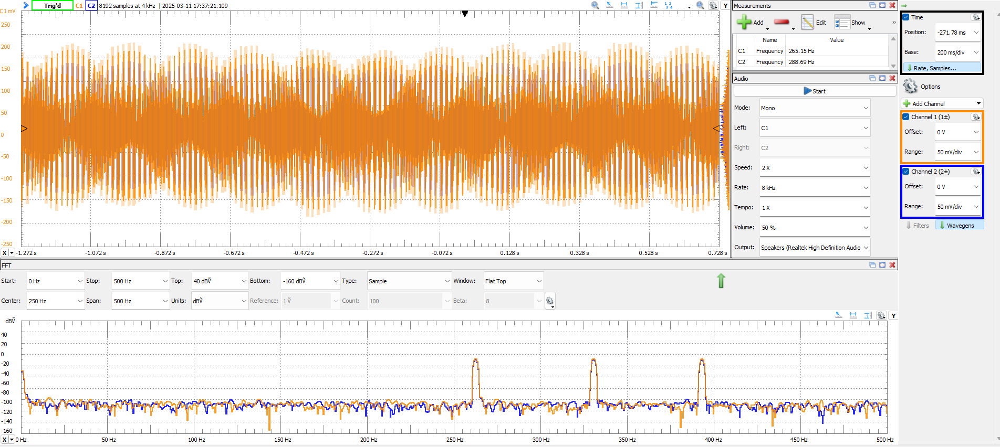 Trig'd C1 C2 8192 samples at 4 kHz | 2025-03-11 17:37:21.109
Y
C1 mV
250
200
150
100
50
0
-50
-100
-150
-200
-250
X -1.272 s -1.072 s -0.872 s -0.672 s -0.472 s -0.272 s -0.072 s 0.128 s 0.328 s 0.528 s 0.728 s
Measurements
Add Edit Show »
Name Value
C1 Frequency 265.15 Hz
C2 Frequency 288.69 Hz
Audio
Start
Mode: Mono
Left: C1
Right: C2
Speed: 2 X
Rate: 8 kHz
Tempo: 1 X
Volume: 50 %
Output: Speakers (Realtek High Definition Audio
Time
Position: -271.78 ms
Base: 200 ms/div
Rate, Samples...
Options
Add Channel
Channel 1 (1±)
Offset: 0 V
Range: 50 mV/div
Channel 2 (2±)
Offset: 0 V
Range: 50 mV/div
Filters Wavegens
FFT
Start: 0 Hz Stop: 500 Hz Top: 40 dBṼ Bottom: -160 dBṼ Type: Sample Window: Flat Top
Center: 250 Hz Span: 500 Hz Units: dBṼ Reference: 1 Ṽ Count: 100 Beta: 8
Y
dBṼ
40
20
0
-20
-40
-60
-80
-100
-120
-140
-160
X 0 Hz 50 Hz 100 Hz 150 Hz 200 Hz 250 Hz 300 Hz 350 Hz 400 Hz 450 Hz 500 Hz